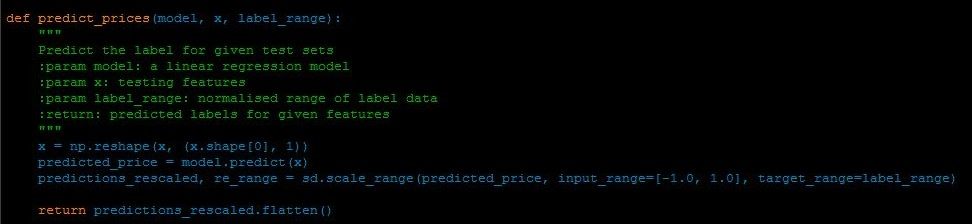 def predict_prices(model, x, label_range):
    """
    Predict the label for given test sets
    :param model: a linear regression model
    :param x: testing features
    :param label_range: normalised range of label data
    :return: predicted labels for given features
    """
    x = np.reshape(x, (x.shape[0], 1))
    predicted_price = model.predict(x)
    predictions_rescaled, re_range = sd.scale_range(predicted_price, input_range=[-1.0, 1.0], target_range=label_range)

    return predictions_rescaled.flatten()